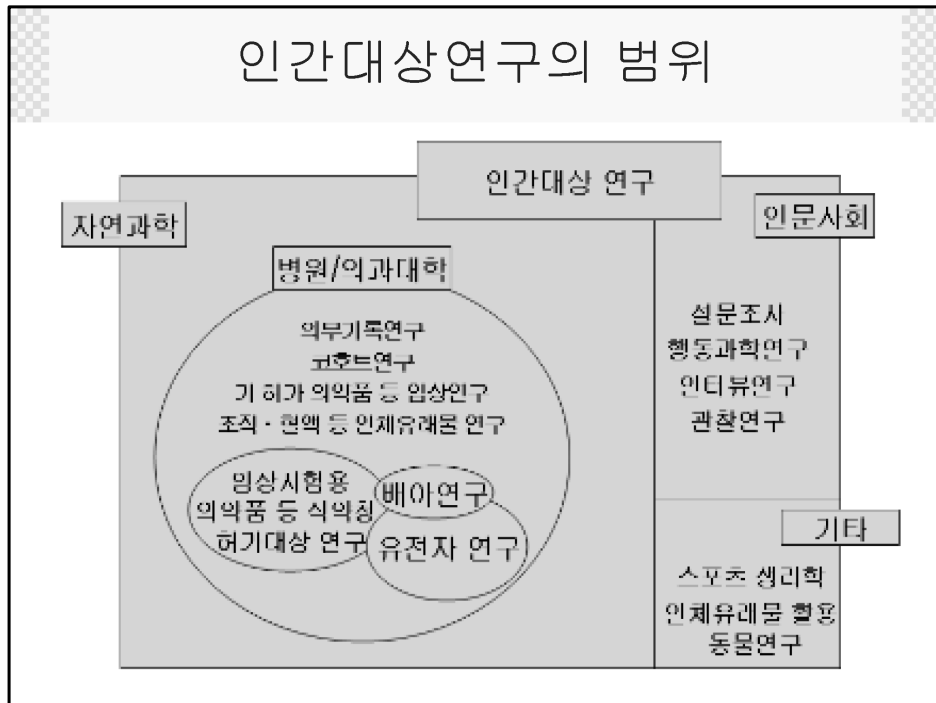 인간대상연구의 범위
인간대상 연구
자연과학
인문사회
병원/의과대학
의무기록연구
코호트연구
기 허가 의약품 등 임상연구
조직·혈액 등 인체유래물 연구
임상시험용
의약품 등 식약청
허가대상 연구
배아연구
유전자 연구
설문조사
행동과학연구
인터뷰연구
관찰연구
기타
스포츠 생리학
인체유래물 활용
동물연구